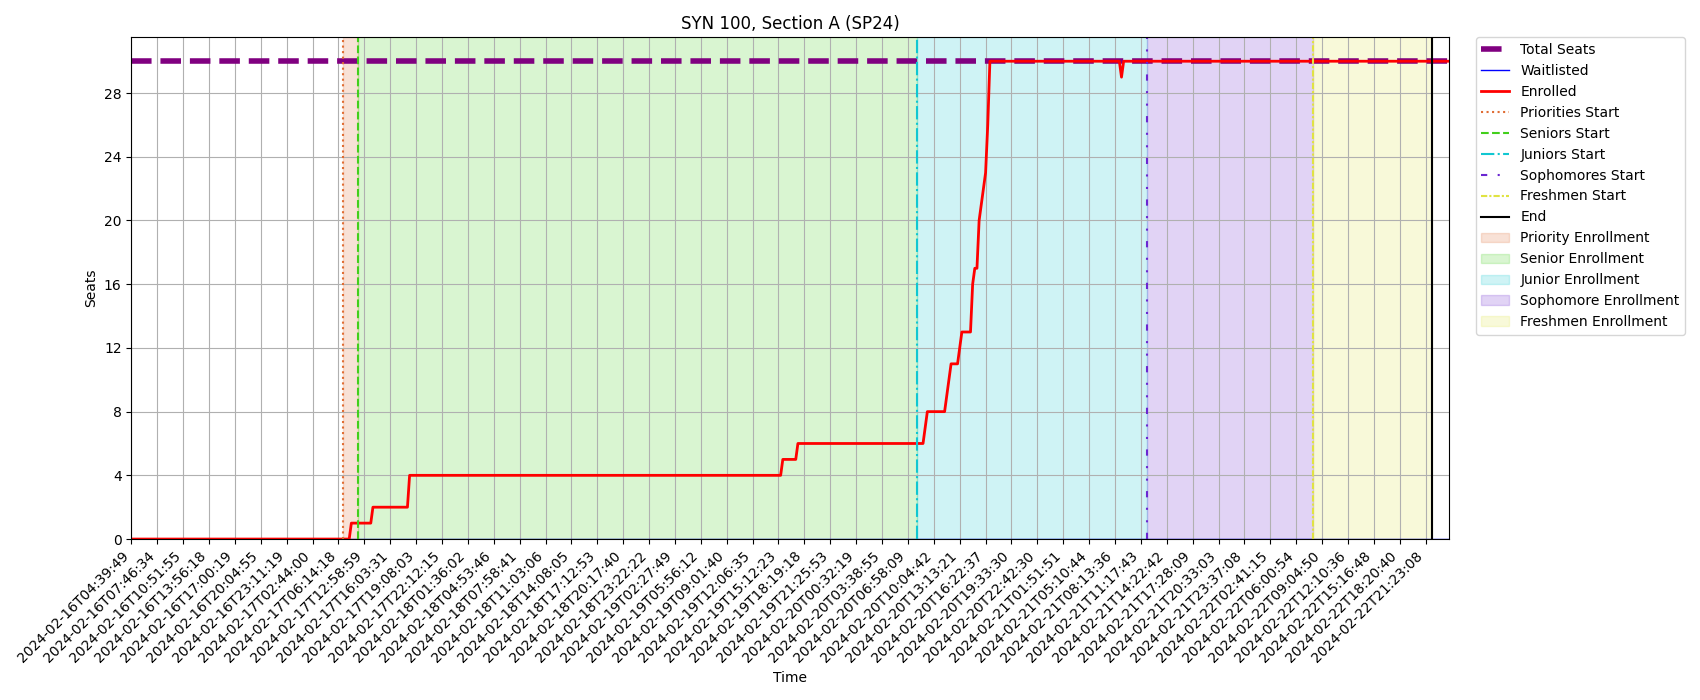 SYN 100, Section A (SP24)
Seats
28
24
20
16
12
8
4
0
2024-02-16T04:39:49
2024-02-16T07:46:34
2024-02-16T10:51:55
2024-02-16T13:56:18
2024-02-16T17:00:19
2024-02-16T20:04:55
2024-02-16T23:11:19
2024-02-17T02:44:00
2024-02-17T06:14:18
2024-02-17T12:58:59
2024-02-17T16:03:31
2024-02-17T19:08:03
2024-02-17T22:12:15
2024-02-18T01:36:02
2024-02-18T04:53:46
2024-02-18T07:58:41
2024-02-18T11:03:06
2024-02-18T14:08:05
2024-02-18T17:12:53
2024-02-18T20:17:40
2024-02-18T23:22:22
2024-02-19T02:27:49
2024-02-19T05:56:12
2024-02-19T09:01:40
2024-02-19T12:06:35
2024-02-19T15:12:23
2024-02-19T18:19:18
2024-02-19T21:25:53
2024-02-20T00:32:19
2024-02-20T03:38:55
2024-02-20T06:58:09
2024-02-20T10:04:42
2024-02-20T13:13:21
2024-02-20T16:22:37
2024-02-20T19:33:30
2024-02-20T22:42:30
2024-02-21T01:51:51
2024-02-21T05:10:44
2024-02-21T08:13:36
2024-02-21T11:17:43
2024-02-21T14:22:42
2024-02-21T17:28:09
2024-02-21T20:33:03
2024-02-21T23:37:08
2024-02-22T02:41:15
2024-02-22T06:00:54
2024-02-22T09:04:50
2024-02-22T12:10:36
2024-02-22T15:16:48
2024-02-22T18:20:40
2024-02-22T21:23:08
Time
Total Seats
Waitlisted
Enrolled
Priorities Start
Seniors Start
Juniors Start
Sophomores Start
Freshmen Start
End
Priority Enrollment
Senior Enrollment
Junior Enrollment
Sophomore Enrollment
Freshmen Enrollment